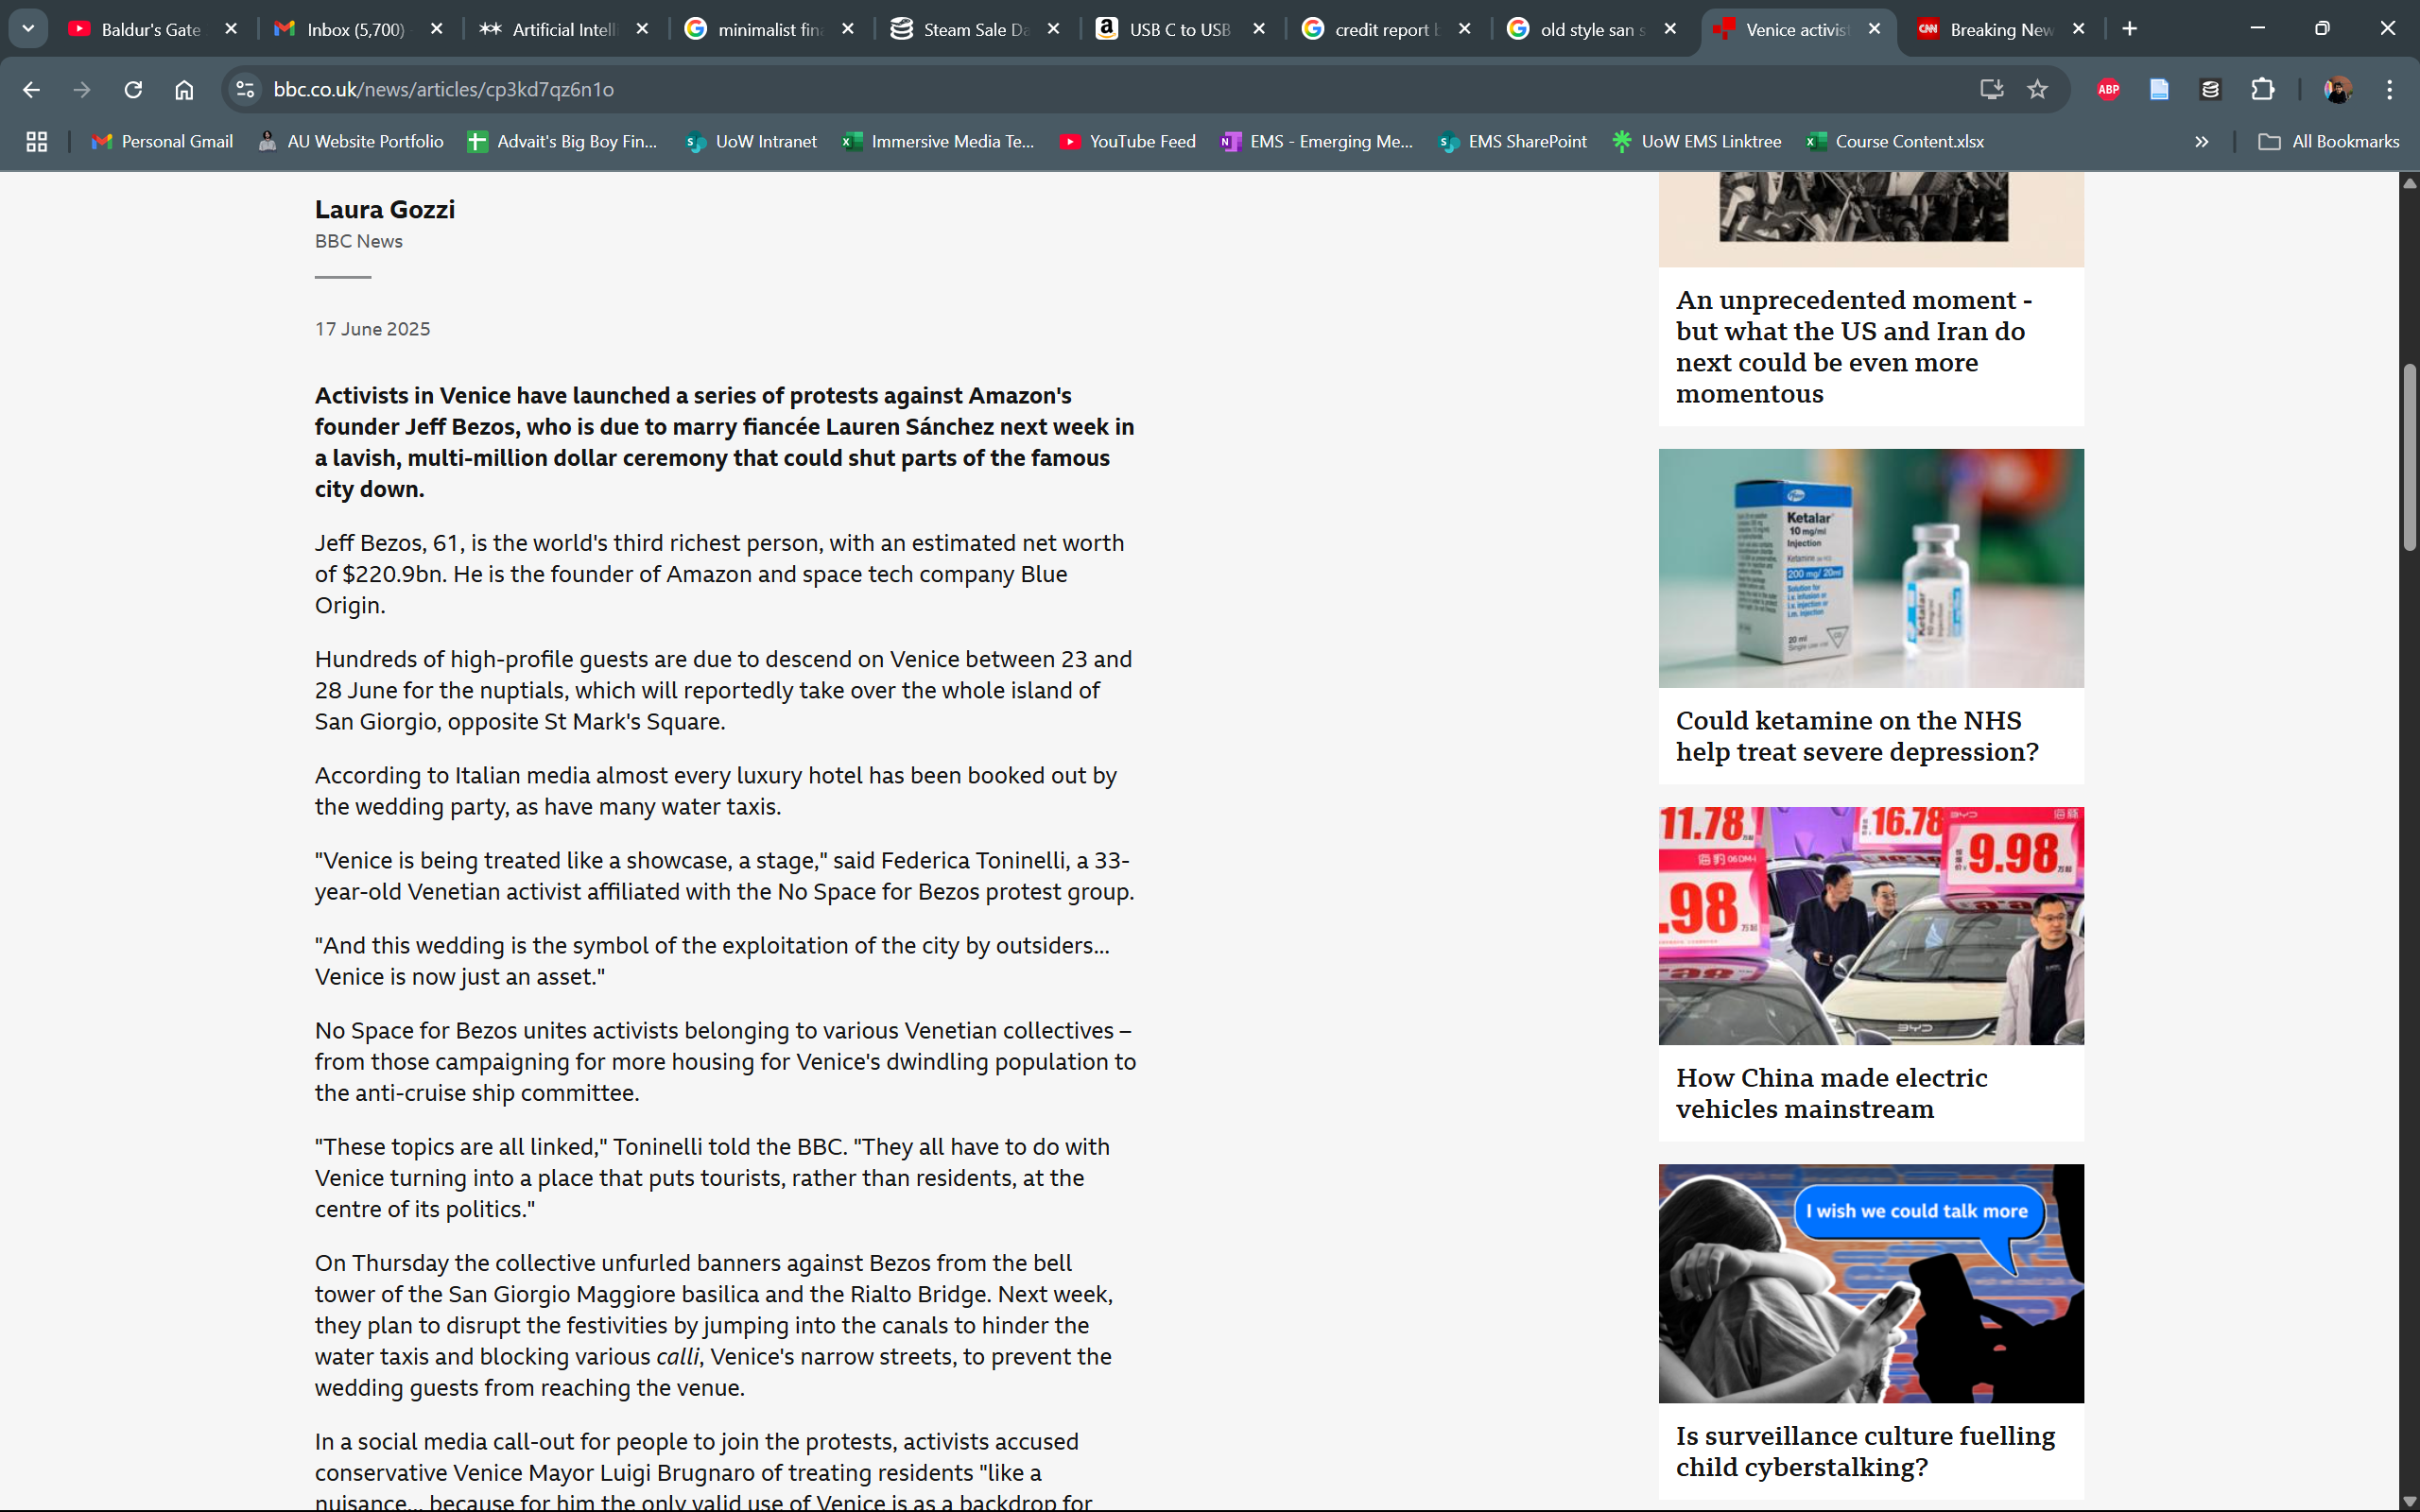 Baldur's Gate
Inbox (5,700)
Artificial Intelli
minimalist fin
Steam Sale Da
USB C to USB
credit report b
old style san s
Venice activis
Breaking New
bbc.co.uk/news/articles/cp3kd7qz6n1o
ABP
Personal Gmail
AU Website Portfolio
Advait's Big Boy Fin...
UoW Intranet
Immersive Media Te...
YouTube Feed
EMS - Emerging Me...
EMS SharePoint
UoW EMS Linktree
Course Content.xlsx
All Bookmarks
Laura Gozzi
BBC News
17 June 2025
Activists in Venice have launched a series of protests against Amazon's
founder Jeff Bezos, who is due to marry fiancée Lauren Sánchez next week in
a lavish, multi-million dollar ceremony that could shut parts of the famous
city down.
Jeff Bezos, 61, is the world's third richest person, with an estimated net worth
of $220.9bn. He is the founder of Amazon and space tech company Blue
Origin.
Hundreds of high-profile guests are due to descend on Venice between 23 and
28 June for the nuptials, which will reportedly take over the whole island of
San Giorgio, opposite St Mark's Square.
According to Italian media almost every luxury hotel has been booked out by
the wedding party, as have many water taxis.
"Venice is being treated like a showcase, a stage," said Federica Toninelli, a 33-
year-old Venetian activist affiliated with the No Space for Bezos protest group.
"And this wedding is the symbol of the exploitation of the city by outsiders...
Venice is now just an asset."
No Space for Bezos unites activists belonging to various Venetian collectives –
from those campaigning for more housing for Venice's dwindling population to
the anti-cruise ship committee.
"These topics are all linked," Toninelli told the BBC. "They all have to do with
Venice turning into a place that puts tourists, rather than residents, at the
centre of its politics."
On Thursday the collective unfurled banners against Bezos from the bell
tower of the San Giorgio Maggiore basilica and the Rialto Bridge. Next week,
they plan to disrupt the festivities by jumping into the canals to hinder the
water taxis and blocking various calli, Venice's narrow streets, to prevent the
wedding guests from reaching the venue.
In a social media call-out for people to join the protests, activists accused
conservative Venice Mayor Luigi Brugnaro of treating residents "like a
nuisance... because for him the only valid use of Venice is as a backdrop for
An unprecedented moment -
but what the US and Iran do
next could be even more
momentous
Pfizer
Ketalar
10 mg/ml
Injection
200 mg/ 20ml
Solution for
i.v. infusion or
i.v. injection or
i.m. injection
20 ml
Ketalar
Could ketamine on the NHS
help treat severe depression?
11.78
16.78
BYD
9.98
.98
万起
BYD
How China made electric
vehicles mainstream
I wish we could talk more
Is surveillance culture fuelling
child cyberstalking?